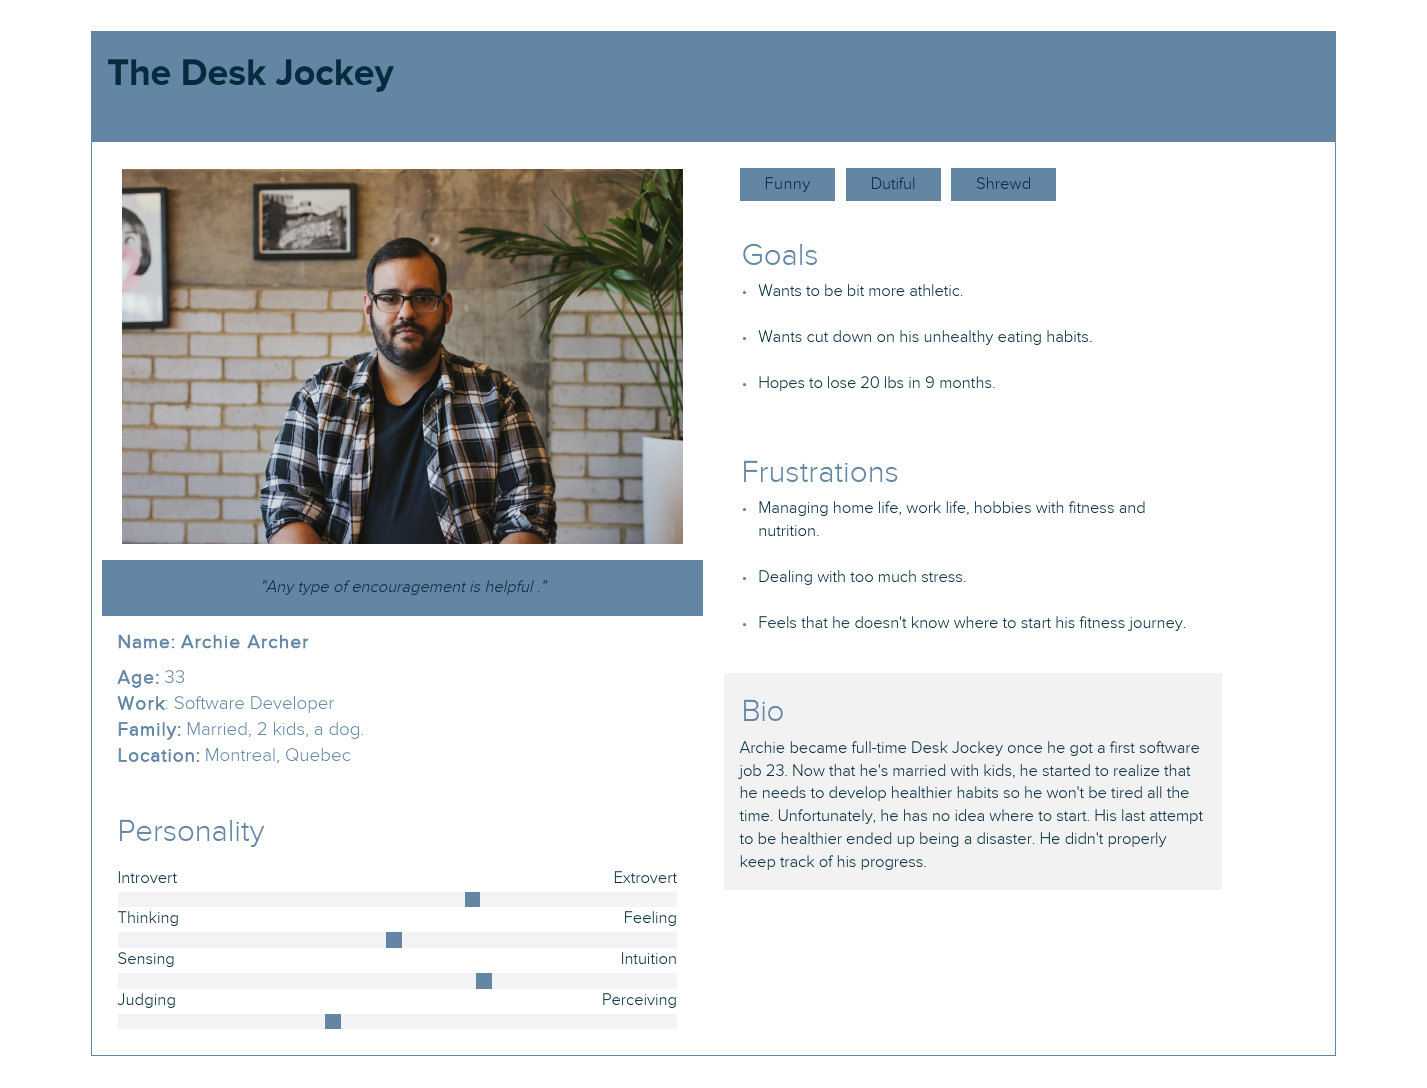 The Desk Jockey
"Any type of encouragement is helpful ."
Name: Archie Archer
Age: 33
Work: Software Developer
Family: Married, 2 kids, a dog.
Location: Montreal, Quebec
Personality
Introvert Extrovert
Thinking Feeling
Sensing Intuition
Judging Perceiving
Funny Dutiful Shrewd
Goals
• Wants to be bit more athletic.
• Wants cut down on his unhealthy eating habits.
• Hopes to lose 20 lbs in 9 months.
Frustrations
• Managing home life, work life, hobbies with fitness and
nutrition.
• Dealing with too much stress.
• Feels that he doesn't know where to start his fitness journey.
Bio
Archie became full-time Desk Jockey once he got a first software
job 23. Now that he's married with kids, he started to realize that
he needs to develop healthier habits so he won't be tired all the
time. Unfortunately, he has no idea where to start. His last attempt
to be healthier ended up being a disaster. He didn't properly
keep track of his progress.